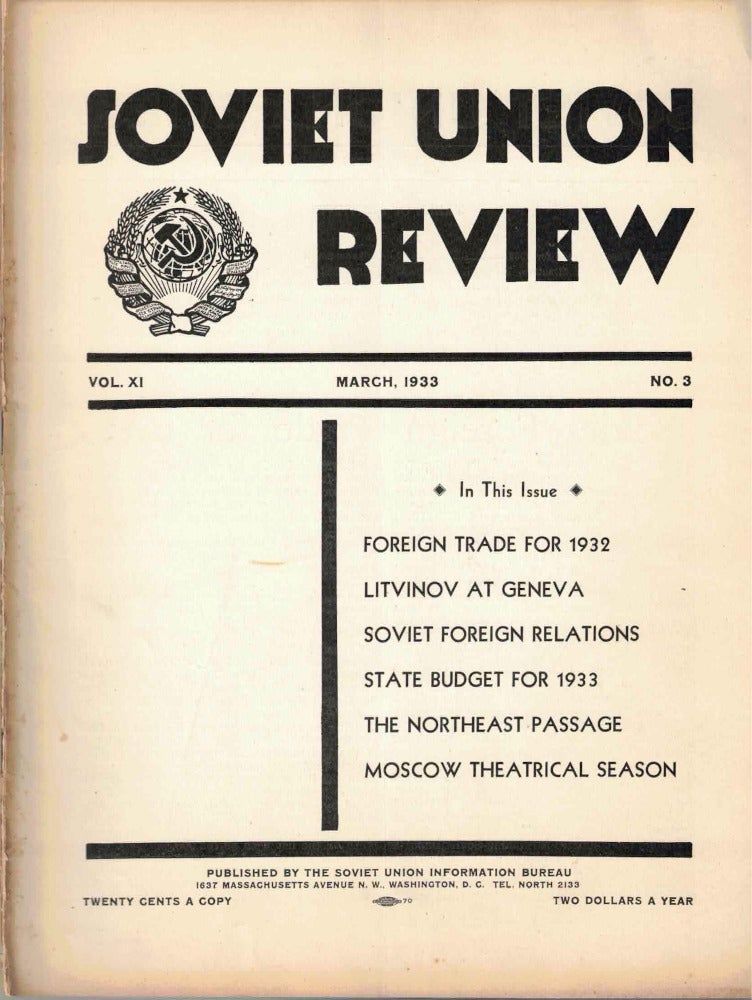 SOVIET UNION
REVIEW
VOL. XI MARCH, 1933 NO. 3
In This Issue
FOREIGN TRADE FOR 1932
LITVINOV AT GENEVA
SOVIET FOREIGN RELATIONS
STATE BUDGET FOR 1933
THE NORTHEAST PASSAGE
MOSCOW THEATRICAL SEASON
PUBLISHED BY THE SOVIET UNION INFORMATION BUREAU
1637 MASSACHUSETTS AVENUE N. W., WASHINGTON, D. C. TEL. NORTH 2133
TWENTY CENTS A COPY 70 TWO DOLLARS A YEAR